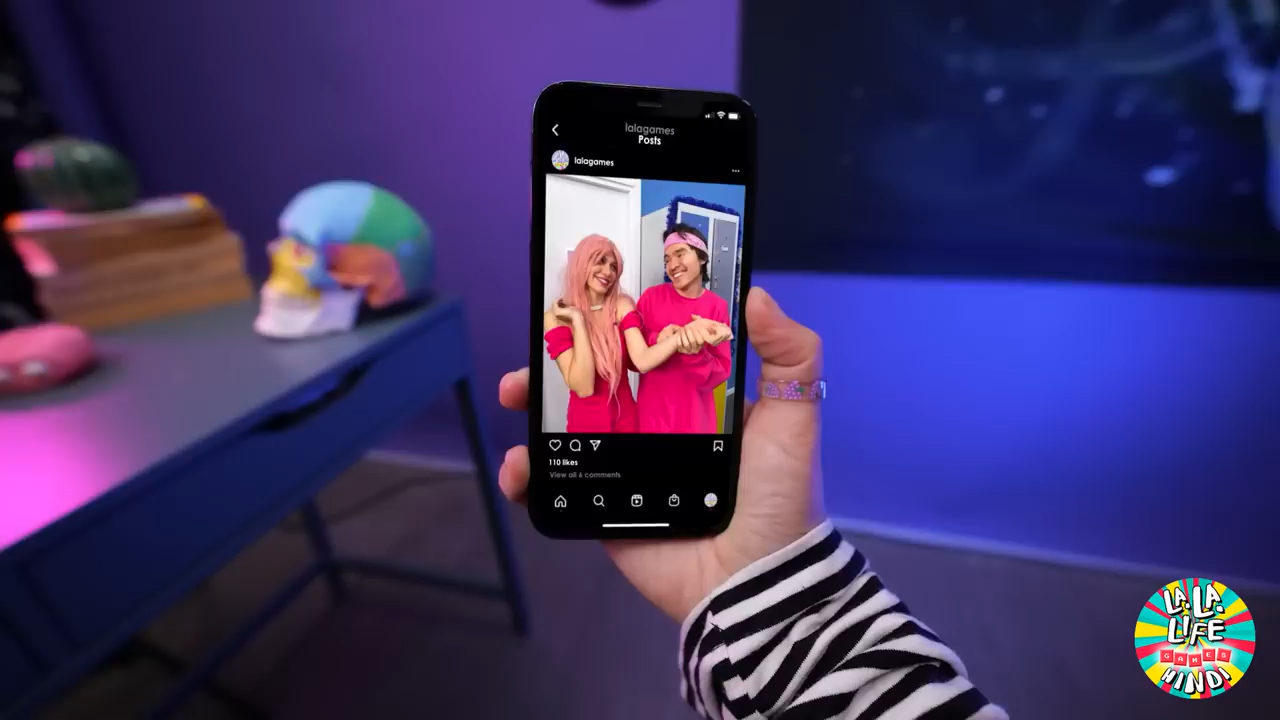 lalagames
Posts
lalagames
110 likes
View all 6 comments
LA LA
LIFE
GAMES
HINDI